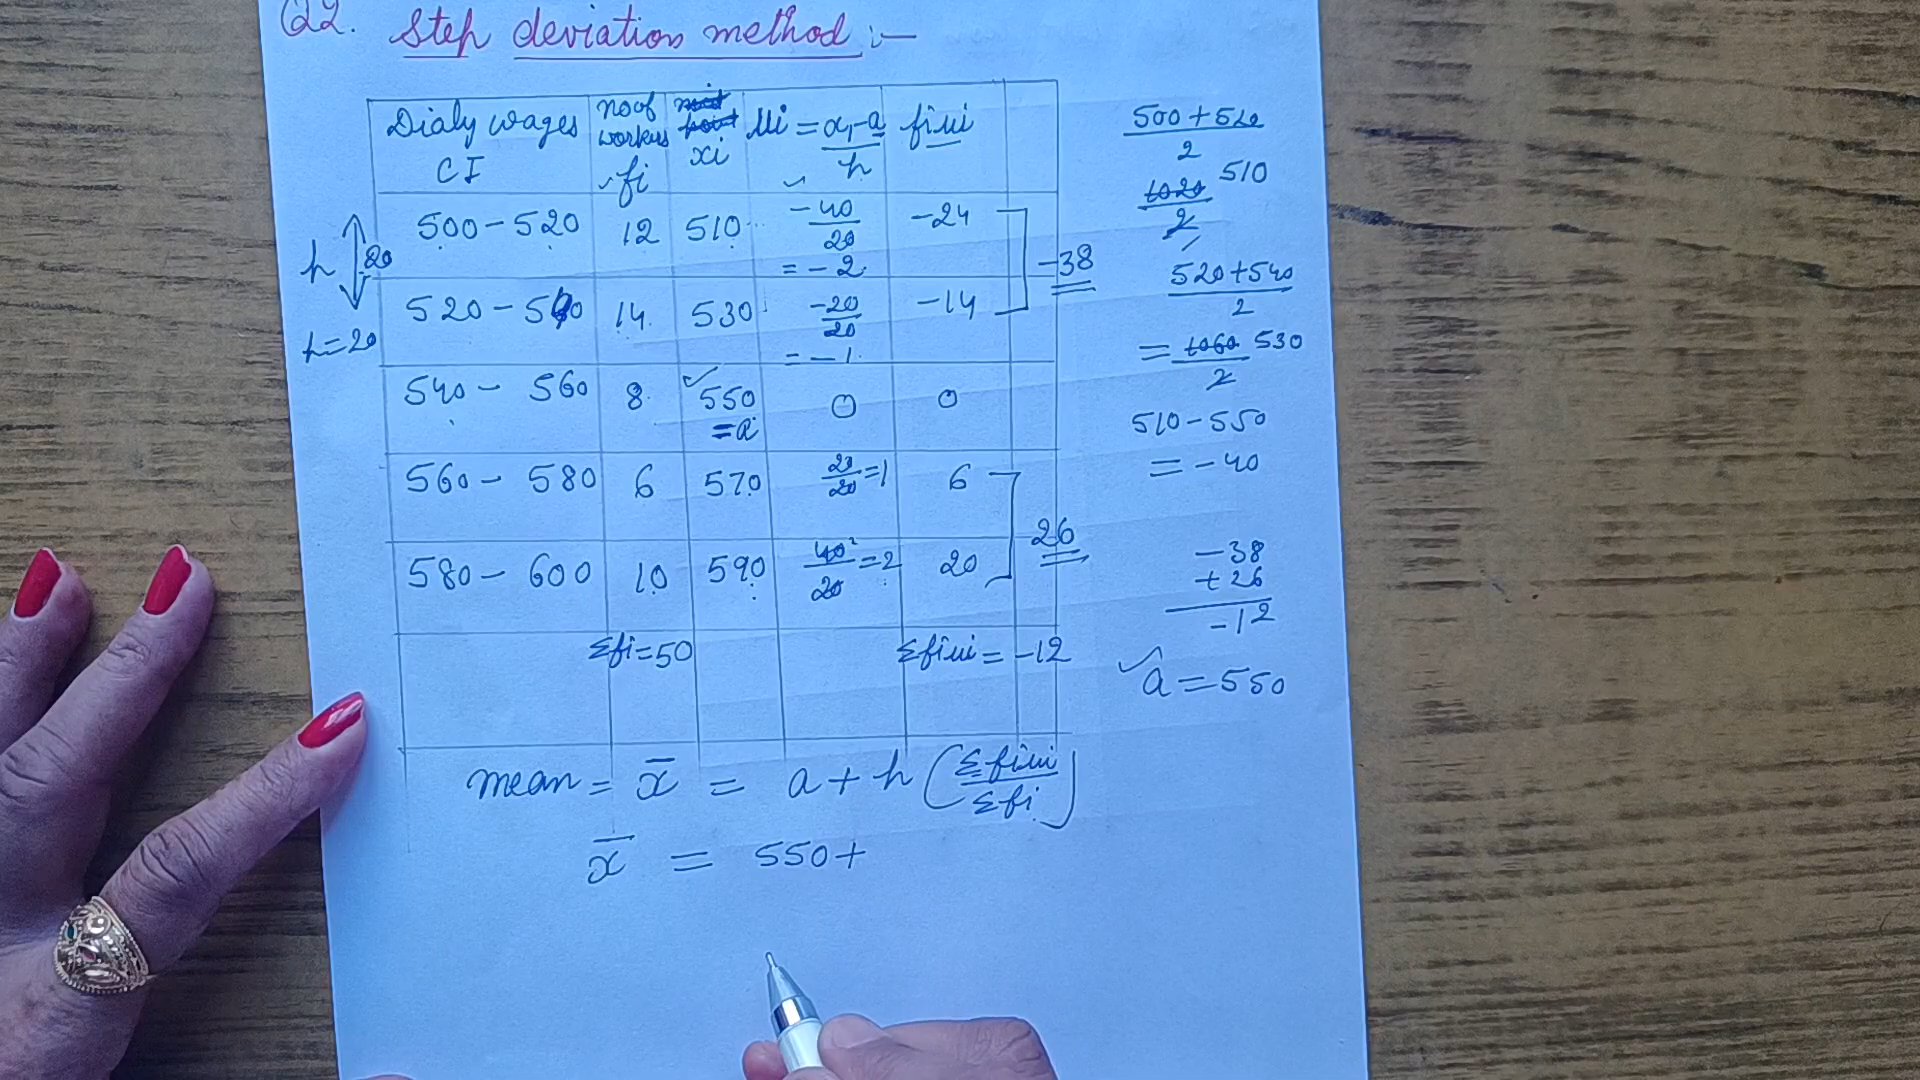 Q2. Step deviation method :-
Dialy wages CI | no of workers fi | xi | ui = xi-a / h | fiui
500-520 | 12 | 510 | -40/20 = -2 | -24
520-540 | 14 | 530 | -20/20 = -1 | -14
-38
540- 560 | 8 | 550 =a | 0 | 0
560- 580 | 6 | 570 | 20/20 =1 | 6
580- 600 | 10 | 590 | 40/20 =2 | 20
26
Σfi=50 | Σfiui = -12
h 20
h=20
mean = x̄ = a + h (Σfiui/Σfi)
x̄ = 550+
500+520
2
1020 510
2
520+540
2
= 1060 530
2
510-550
= -40
-38
+26
-12
a=550